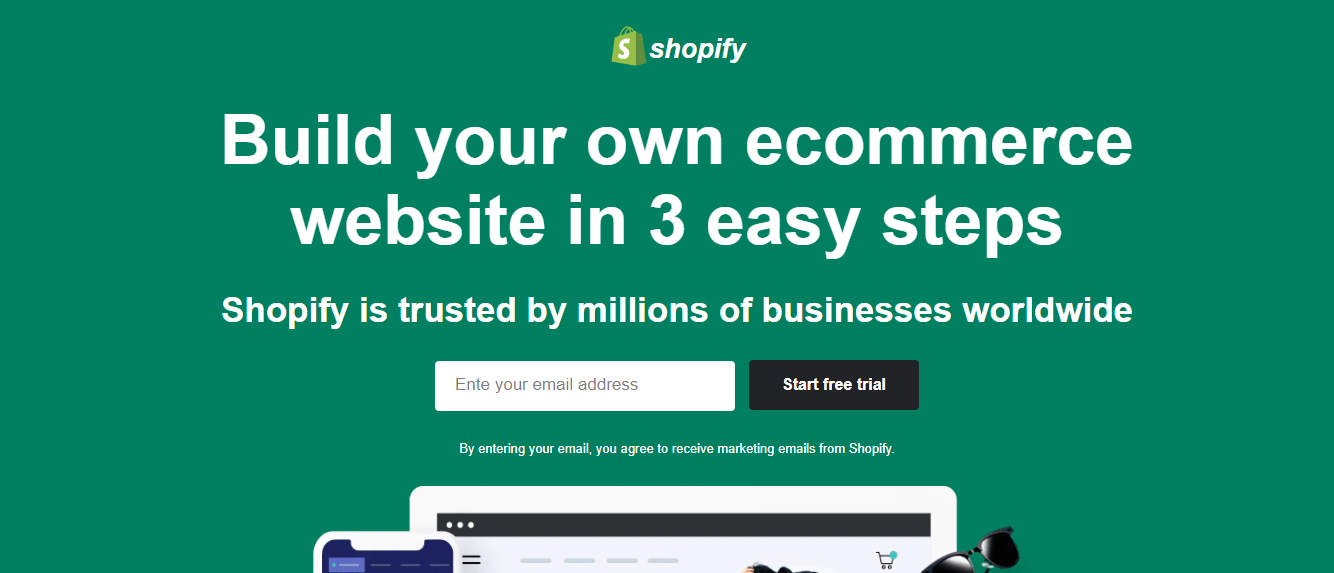 shopify
Build your own ecommerce
website in 3 easy steps
Shopify is trusted by millions of businesses worldwide
Ente your email address
Start free trial
By entering your email, you agree to receive marketing emails from Shopify.